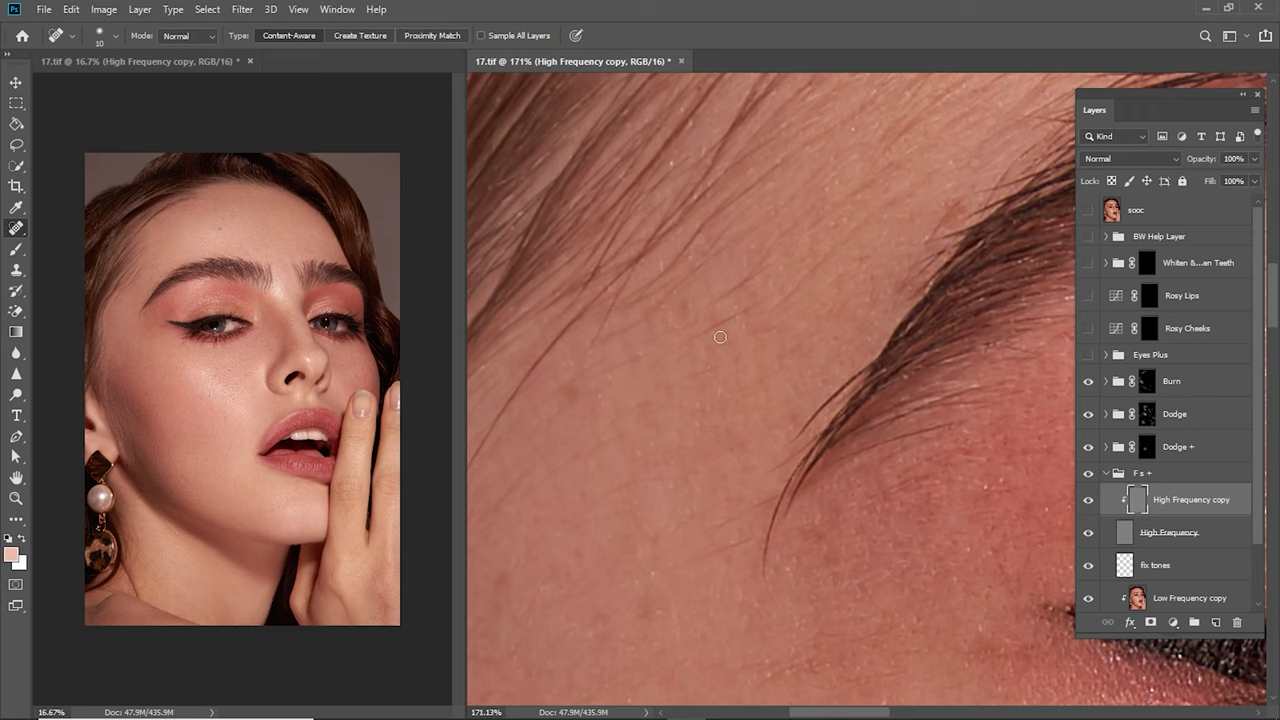 Ps File Edit Image Layer Type Select Filter 3D View Window Help
10 Mode: Normal Type: Content-Aware Create Texture Proximity Match Sample All Layers
17.tif @ 16.7% (High Frequency copy, RGB/16) *
17.tif @ 171% (High Frequency copy, RGB/16) *
Layers
Kind
Normal Opacity: 100%
Lock: Fill: 100%
sooc
BW Help Layer
Whiten &...en Teeth
Rosy Lips
Rosy Cheeks
Eyes Plus
Burn
Dodge
Dodge +
F s +
High Frequency copy
High Frequency
fix tones
Low Frequency copy
fx
16.67% Doc: 47.9M/435.9M
171.13% Doc: 47.9M/435.9M